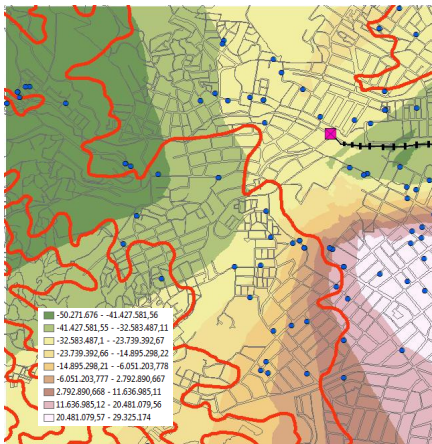 -50.271.676 - -41.427.581,56
-41.427.581,55 - -32.583.487,11
-32.583.487,1 - -23.739.392,67
-23.739.392,66 - -14.895.298,22
-14.895.298,21 - -6.051.203,778
-6.051.203,777 - 2.792.890,667
2.792.890,668 - 11.636.985,11
11.636.985,12 - 20.481.079,56
20.481.079,57 - 29.325.174